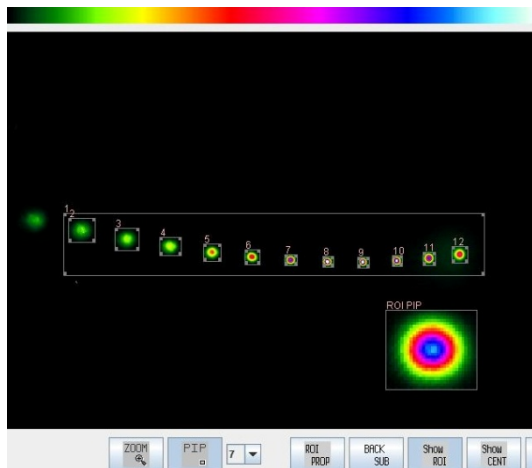 1
2
3
4
5
6
7
8
9
10
11
12
ROI PIP
ZOOM
PIP
7
ROI
PROP
BACK
SUB
Show
ROI
Show
CENT